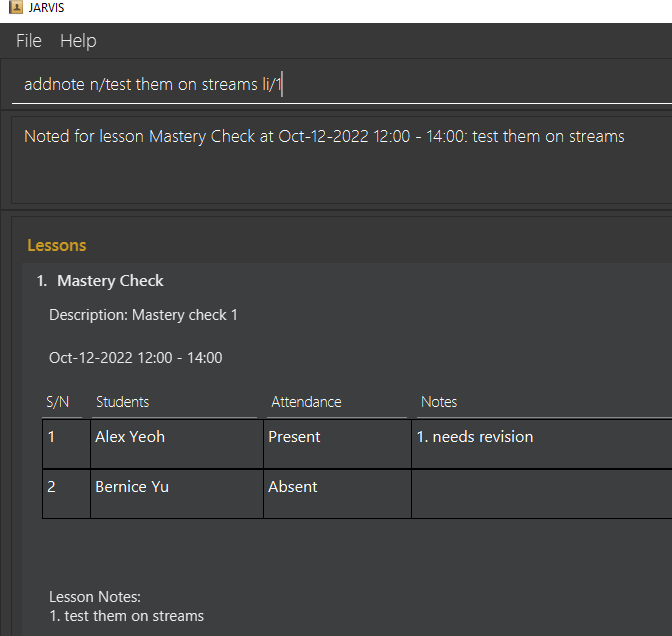 JARVIS
File Help
addnote n/test them on streams li/1
Noted for lesson Mastery Check at Oct-12-2022 12:00 - 14:00: test them on streams
Lessons
1. Mastery Check
Description: Mastery check 1
Oct-12-2022 12:00 - 14:00
S/N Students Attendance Notes
1 Alex Yeoh Present 1. needs revision
2 Bernice Yu Absent
Lesson Notes:
1. test them on streams